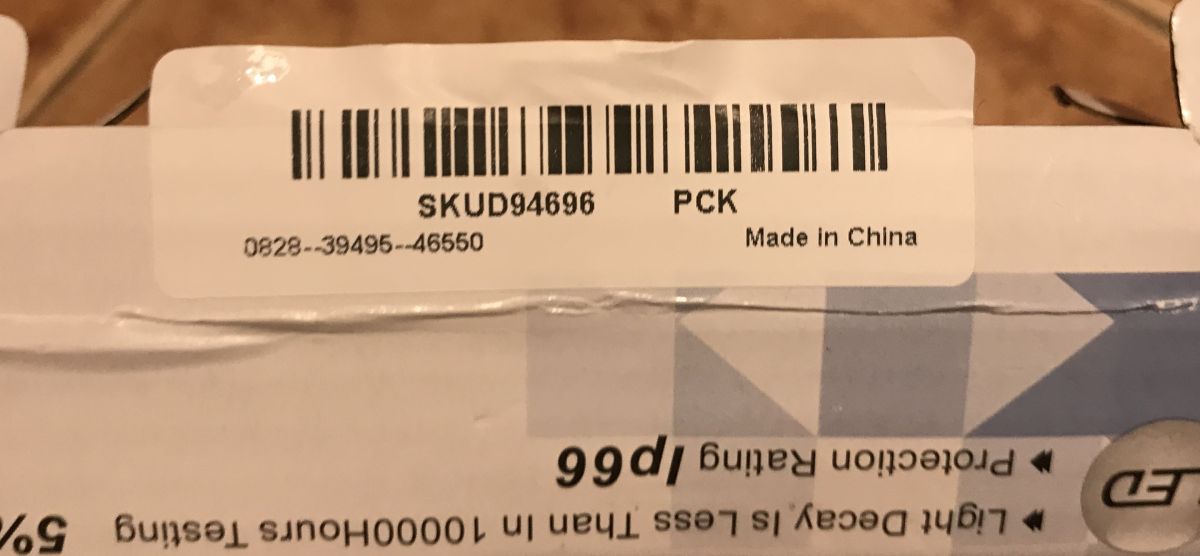 SKUD94696 PCK
0828--39495--46550 Made in China
Protection Rating Ip66
Light Decay, Is Less Than In 10000Hours Testing 5%